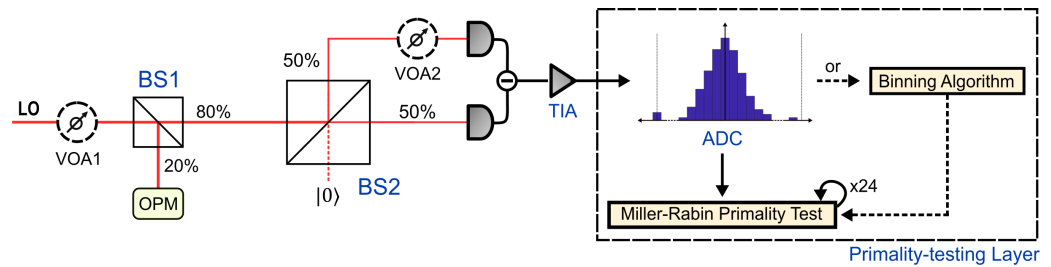 LO
VOA1
BS1
80%
20%
OPM
50%
50%
|0⟩
BS2
VOA2
TIA
ADC
or
Binning Algorithm
x24
Miller-Rabin Primality Test
Primality-testing Layer